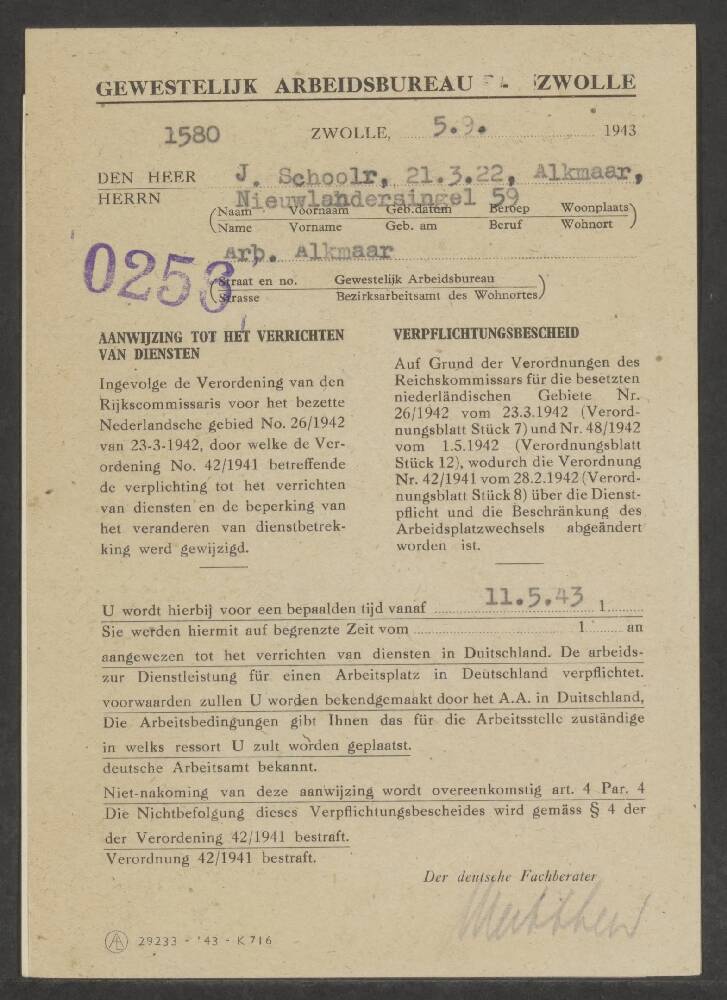 GEWESTELIJK ARBEIDSBUREAU ZWOLLE
1580 ZWOLLE, 5.9. 1943
DEN HEER J. Schoolr, 21.3.22, Alkmaar,
HERRN Nieuwlandersingel 59
Naam Voornaam Geb.datum Beroep Woonplaats
Name Vorname Geb. am Beruf Wohnort
Arb. Alkmaar
0253
Straat en no. Gewestelijk Arbeidsbureau
Strasse Bezirksarbeitsamt des Wohnortes
AANWIJZING TOT HET VERRICHTEN
VAN DIENSTEN
Ingevolge de Verordening van den
Rijkscommissaris voor het bezette
Nederlandsche gebied No. 26/1942
van 23-3-1942, door welke de Ver-
ordening No. 42/1941 betreffende
de verplichting tot het verrichten
van diensten en de beperking van
het veranderen van dienstbetrek-
king werd gewijzigd.
VERPFLICHTUNGSBESCHEID
Auf Grund der Verordnungen des
Reichskommissars für die besetzten
niederländischen Gebiete Nr.
26/1942 vom 23.3.1942 (Verord-
nungsblatt Stück 7) und Nr. 48/1942
vom 1.5.1942 (Verordnungsblatt
Stück 12), wodurch die Verordnung
Nr. 42/1941 vom 28.2.1942 (Verord-
nungsblatt Stück 8) über die Dienst-
pflicht und die Beschränkung des
Arbeidsplatzwechsels abgeändert
worden ist.
U wordt hierbij voor een bepaalden tijd vanaf 11.5.43 1
Sie werden hiermit auf begrenzte Zeit vom 1 an
aangewezen tot het verrichten van diensten in Duitschland. De arbeids-
zur Dienstleistung für einen Arbeitsplatz in Deutschland verpflichtet.
voorwaarden zullen U worden bekendgemaakt door het A.A. in Duitschland,
Die Arbeitsbedingungen gibt Ihnen das für die Arbeitsstelle zuständige
in welks ressort U zult worden geplaatst.
deutsche Arbeitsamt bekannt.
Niet-nakoming van deze aanwijzing wordt overeenkomstig art. 4 Par. 4
Die Nichtbefolgung dieses Verpflichtungsbescheides wird gemäss § 4 der
der Verordening 42/1941 bestraft.
Verordnung 42/1941 bestraft.
Der deutsche Fachberater
29233 - '43 - K 716